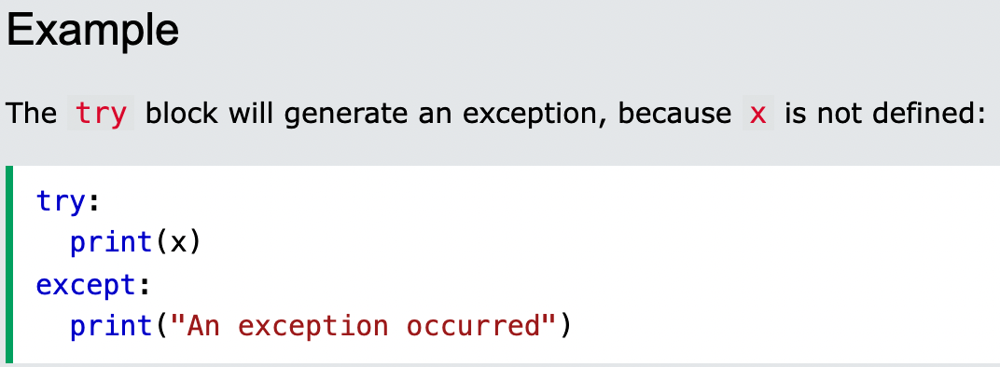 Example
The try block will generate an exception, because x is not defined:
try:
  print(x)
except:
  print("An exception occurred")